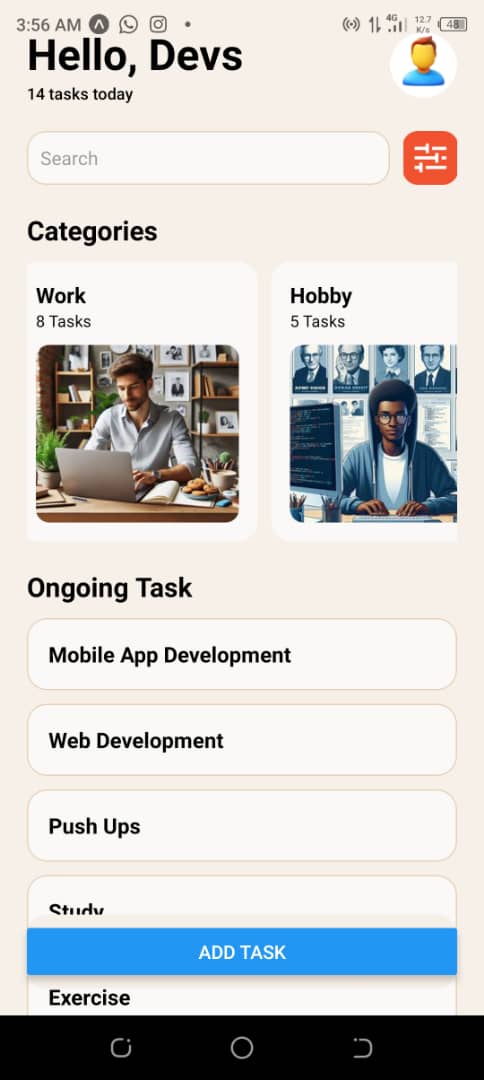 3:56 AM
4G
12.7
K/s
48
Hello, Devs
14 tasks today
Search
Categories
Work
8 Tasks
Hobby
5 Tasks
Ongoing Task
Mobile App Development
Web Development
Push Ups
Study
ADD TASK
Exercise